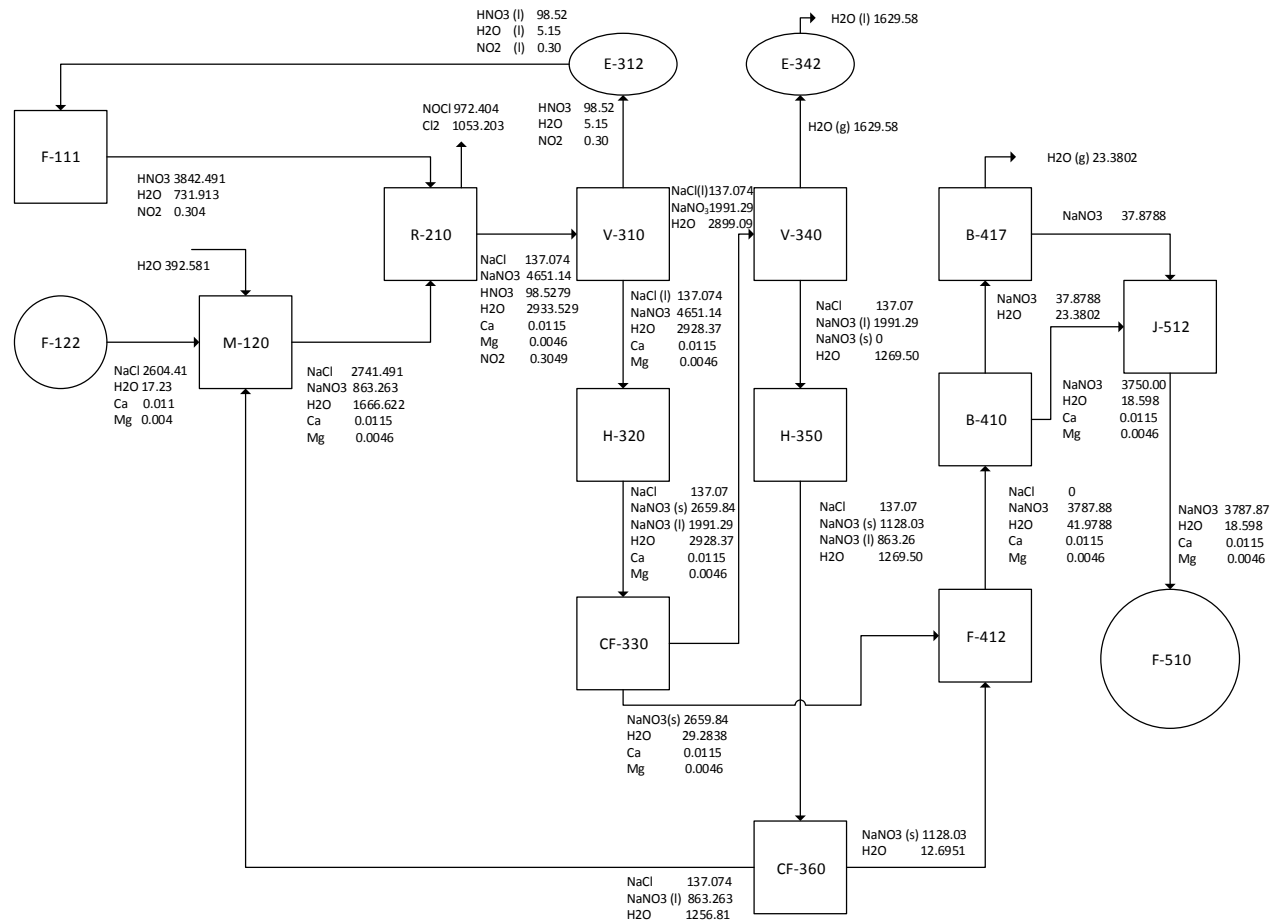 HNO3 (l) 98.52
H2O (l) 5.15
NO2 (l) 0.30
E-312
H2O (l) 1629.58
E-342
F-111
NOCl 972.404
Cl2 1053.203
HNO3 98.52
H2O 5.15
NO2 0.30
H2O (g) 1629.58
H2O (g) 23.3802
HNO3 3842.491
H2O 731.913
NO2 0.304
R-210
V-310
NaCl(l) 137.074
NaNO₃ 1991.29
H2O 2899.09
V-340
B-417
NaNO3 37.8788
H2O 392.581
NaCl 137.074
NaNO3 4651.14
HNO3 98.5279
H2O 2933.529
Ca 0.0115
Mg 0.0046
NO2 0.3049
NaCl (l) 137.074
NaNO3 4651.14
H2O 2928.37
Ca 0.0115
Mg 0.0046
NaCl 137.07
NaNO3 (l) 1991.29
NaNO3 (s) 0
H2O 1269.50
NaNO3 37.8788
H2O 23.3802
J-512
F-122
M-120
NaCl 2604.41
H2O 17.23
Ca 0.011
Mg 0.004
NaCl 2741.491
NaNO3 863.263
H2O 1666.622
Ca 0.0115
Mg 0.0046
H-320
H-350
B-410
NaNO3 3750.00
H2O 18.598
Ca 0.0115
Mg 0.0046
NaCl 137.07
NaNO3 (s) 2659.84
NaNO3 (l) 1991.29
H2O 2928.37
Ca 0.0115
Mg 0.0046
NaCl 137.07
NaNO3 (s) 1128.03
NaNO3 (l) 863.26
H2O 1269.50
NaCl 0
NaNO3 3787.88
H2O 41.9788
Ca 0.0115
Mg 0.0046
NaNO3 3787.87
H2O 18.598
Ca 0.0115
Mg 0.0046
CF-330
F-412
F-510
NaNO3(s) 2659.84
H2O 29.2838
Ca 0.0115
Mg 0.0046
CF-360
NaNO3 (s) 1128.03
H2O 12.6951
NaCl 137.074
NaNO3 (l) 863.263
H2O 1256.81